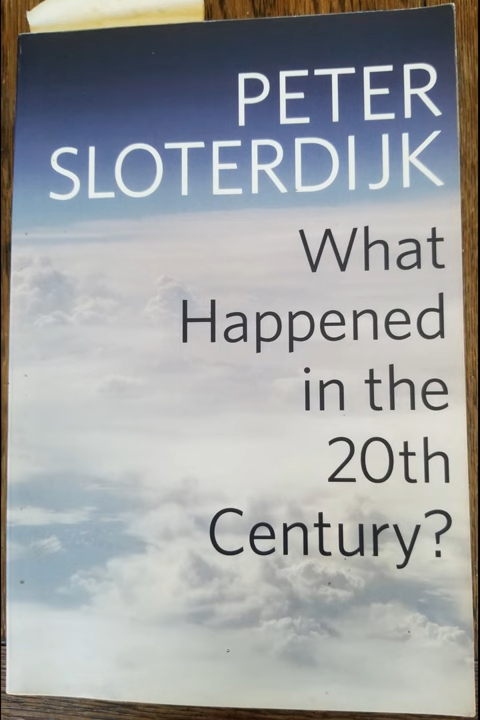 PETER
SLOTERDIJK
What
Happened
in the
20th
Century?